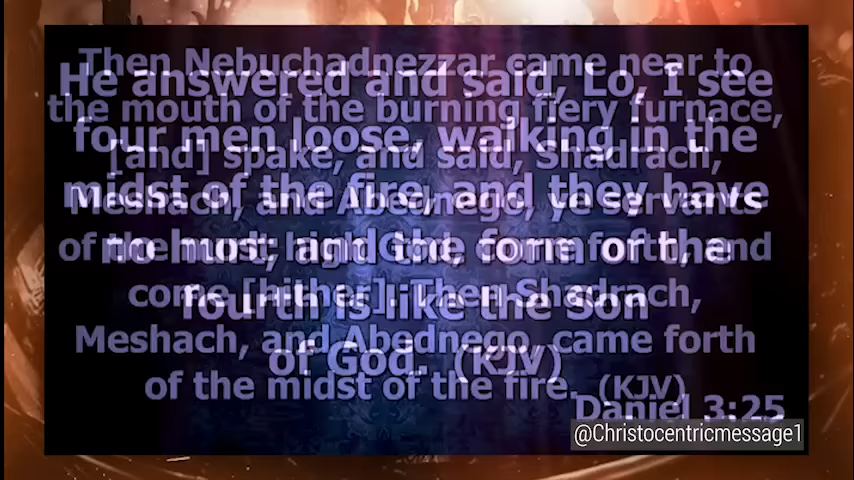 He answered and said, Lo, I see
four men loose, walking in the
midst of the fire, and they have
no hurt; and the form of the
fourth is like the Son
of God. (KJV)
Daniel 3:25
Then Nebuchadnezzar came near to
the mouth of the burning fiery furnace,
[and] spake, and said, Shadrach,
Meshach, and Abednego, ye servants
of the most high God, come forth, and
come [hither]. Then Shadrach,
Meshach, and Abednego, came forth
of the midst of the fire. (KJV)
@Christocentricmessage1